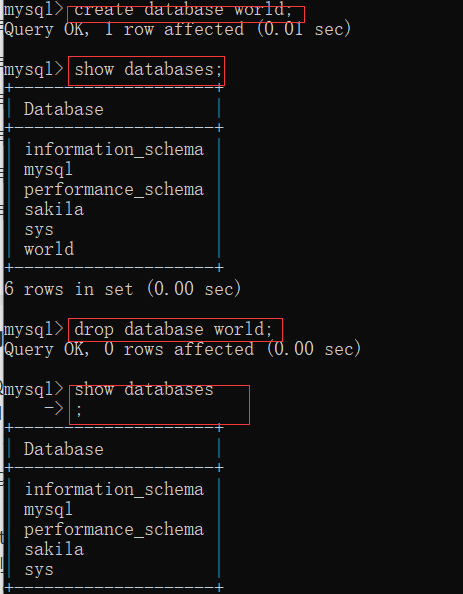 mysql> create database world;
Query OK, 1 row affected (0.01 sec)
mysql> show databases;
+--------------------+
| Database           |
+--------------------+
| information_schema |
| mysql              |
| performance_schema |
| sakila             |
| sys                |
| world              |
+--------------------+
6 rows in set (0.00 sec)
mysql> drop database world;
Query OK, 0 rows affected (0.00 sec)
mysql> show databases
    -> ;
+--------------------+
| Database           |
+--------------------+
| information_schema |
| mysql              |
| performance_schema |
| sakila             |
| sys                |
+--------------------+